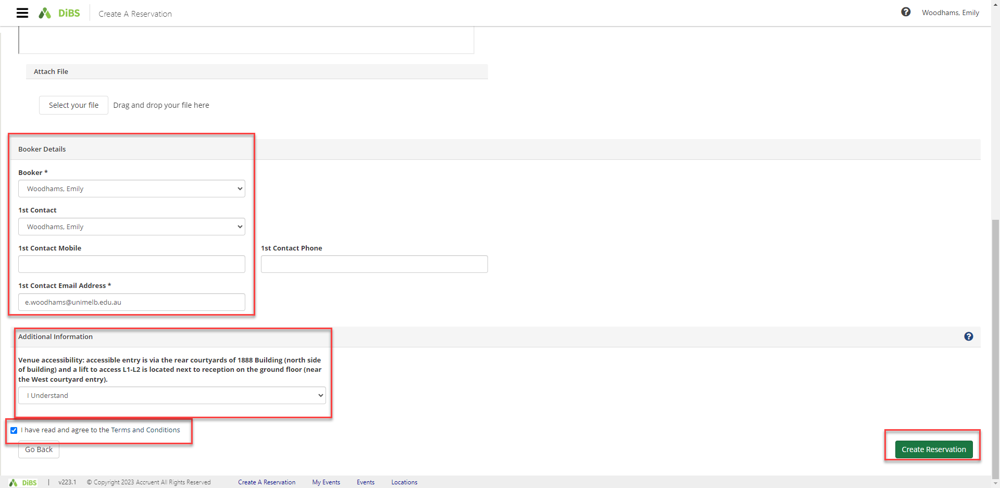 DiBS
Create A Reservation
Woodhams, Emily
Attach File
Select your file
Drag and drop your file here
Booker Details
Booker *
Woodhams, Emily
1st Contact
Woodhams, Emily
1st Contact Mobile
1st Contact Phone
1st Contact Email Address *
e.woodhams@unimelb.edu.au
Additional Information
Venue accessibility: accessible entry is via the rear courtyards of 1888 Building (north side
of building) and a lift to access L1-L2 is located next to reception on the ground floor (near
the West courtyard entry).
I Understand
I have read and agree to the Terms and Conditions
Go Back
Create Reservation
DiBS | v223.1 © Copyright 2023 Accruent All Rights Reserved Create A Reservation My Events Events Locations